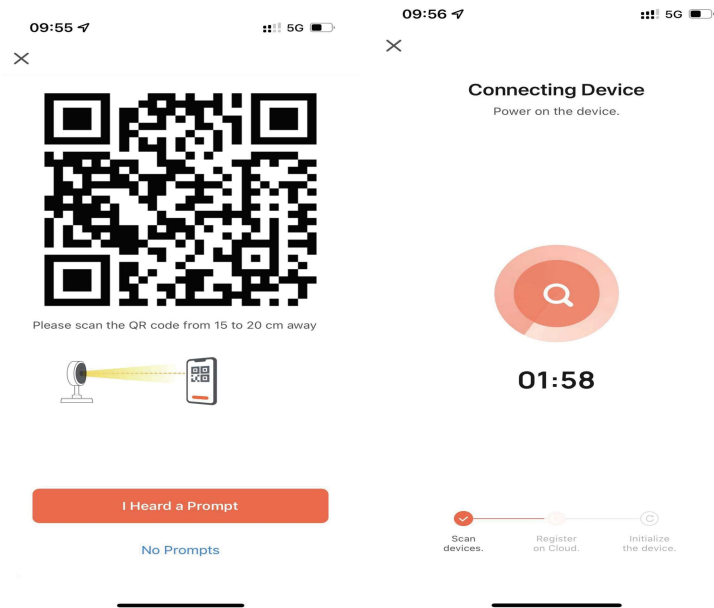 09:55
5G
Please scan the QR code from 15 to 20 cm away
I Heard a Prompt
No Prompts
09:56
5G
Connecting Device
Power on the device.
01:58
Scan
devices.
Register
on Cloud.
Initialize
the device.